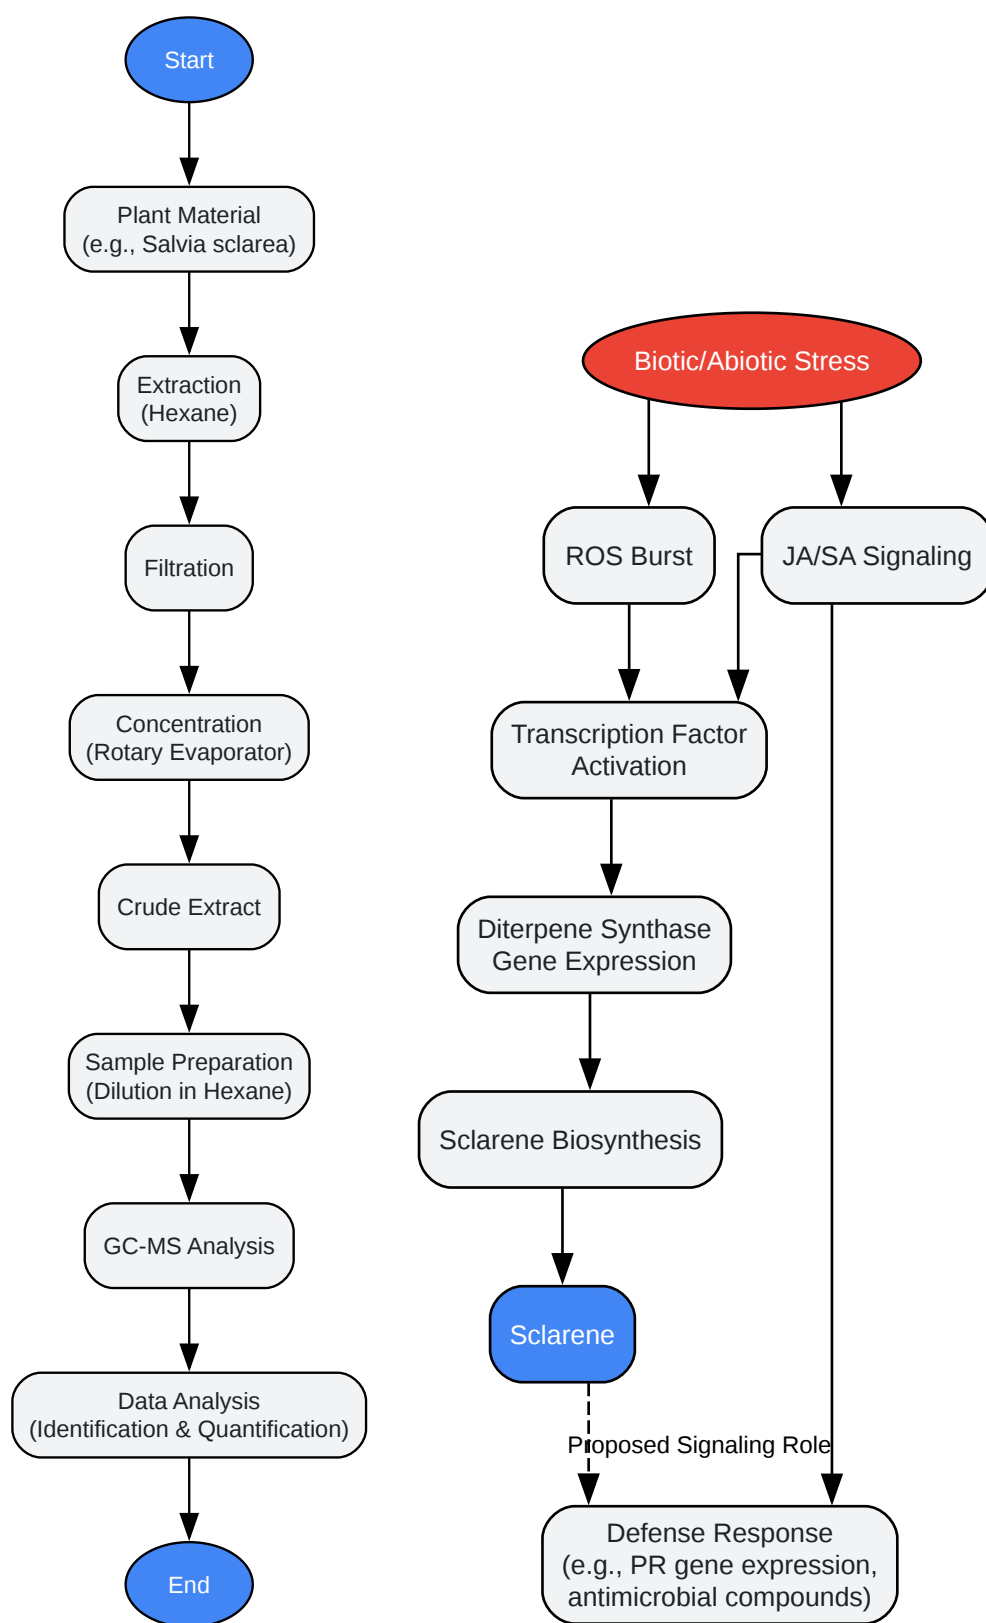 Start
Plant Material
(e.g., Salvia sclarea)
Extraction
(Hexane)
Filtration
Concentration
(Rotary Evaporator)
Crude Extract
Sample Preparation
(Dilution in Hexane)
GC-MS Analysis
Data Analysis
(Identification & Quantification)
End
Biotic/Abiotic Stress
ROS Burst
JA/SA Signaling
Transcription Factor
Activation
Diterpene Synthase
Gene Expression
Sclarene Biosynthesis
Sclarene
Proposed Signaling Role
Defense Response
(e.g., PR gene expression,
antimicrobial compounds)